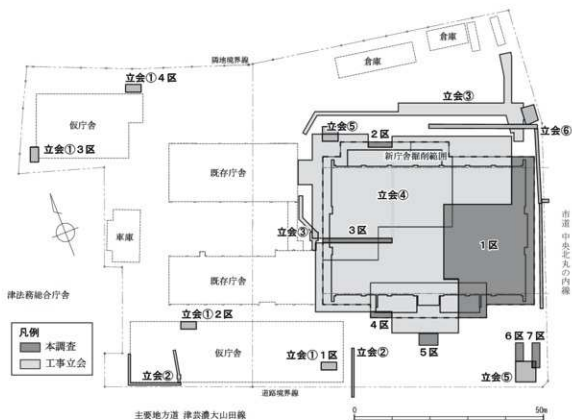 倉庫
倉庫
隣地境界線
立会①4区
立会③
仮庁舎
立会⑤
2区
立会⑥
新庁舎掘削範囲
立会①3区
既存庁舎
立会④
3区
市道 中央北丸の内線
車庫
立会③
1区
既存庁舎
津法務総合庁舎
立会①2区
4区
6区 7区
凡例
本調査
工事立会
仮庁舎
立会①1区
立会②
5区
立会②
立会⑤
道路境界線
主要地方道 津芸濃大山田線
0
50m